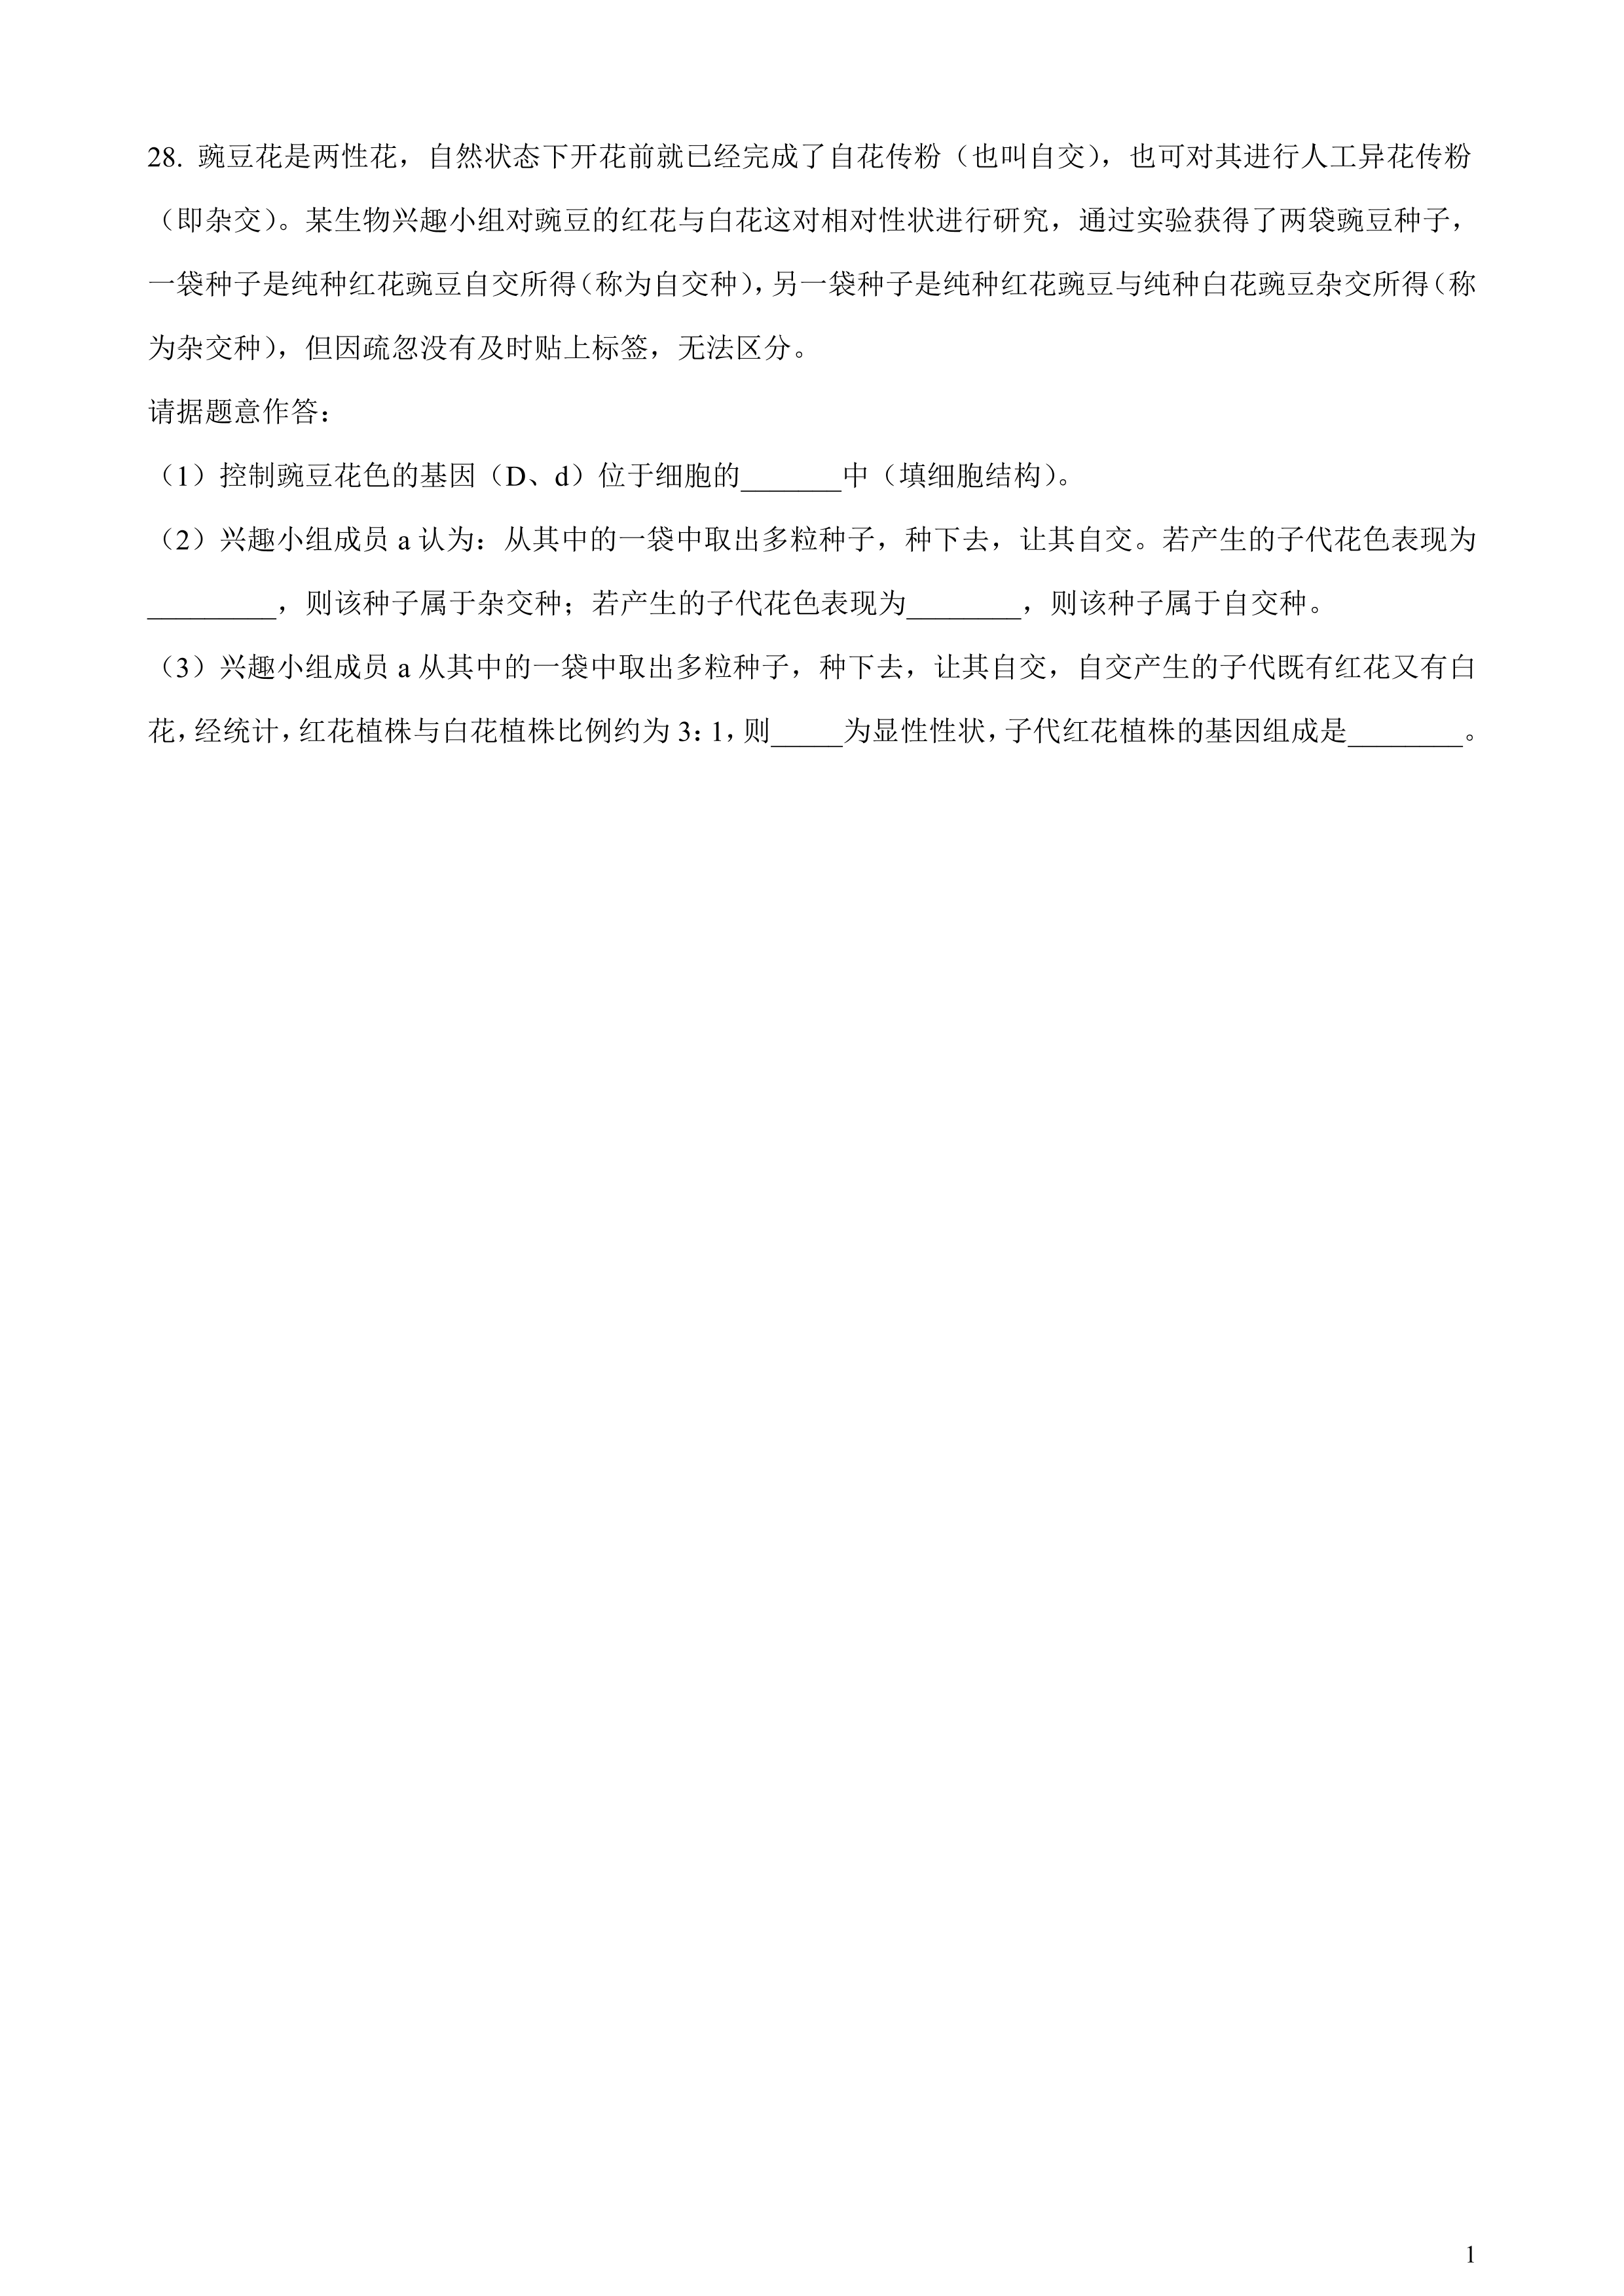 28. 豌豆花是两性花，自然状态下开花前就已经完成了自花传粉（也叫自交），也可对其进行人工异花传粉
（即杂交）。某生物兴趣小组对豌豆的红花与白花这对相对性状进行研究，通过实验获得了两袋豌豆种子，
一袋种子是纯种红花豌豆自交所得（称为自交种），另一袋种子是纯种红花豌豆与纯种白花豌豆杂交所得（称
为杂交种），但因疏忽没有及时贴上标签，无法区分。
请据题意作答：
（1）控制豌豆花色的基因（D、d）位于细胞的_______中（填细胞结构）。
（2）兴趣小组成员 a 认为：从其中的一袋中取出多粒种子，种下去，让其自交。若产生的子代花色表现为
_________，则该种子属于杂交种；若产生的子代花色表现为________，则该种子属于自交种。
（3）兴趣小组成员 a 从其中的一袋中取出多粒种子，种下去，让其自交，自交产生的子代既有红花又有白
花，经统计，红花植株与白花植株比例约为 3：1，则_____为显性性状，子代红花植株的基因组成是________。
1